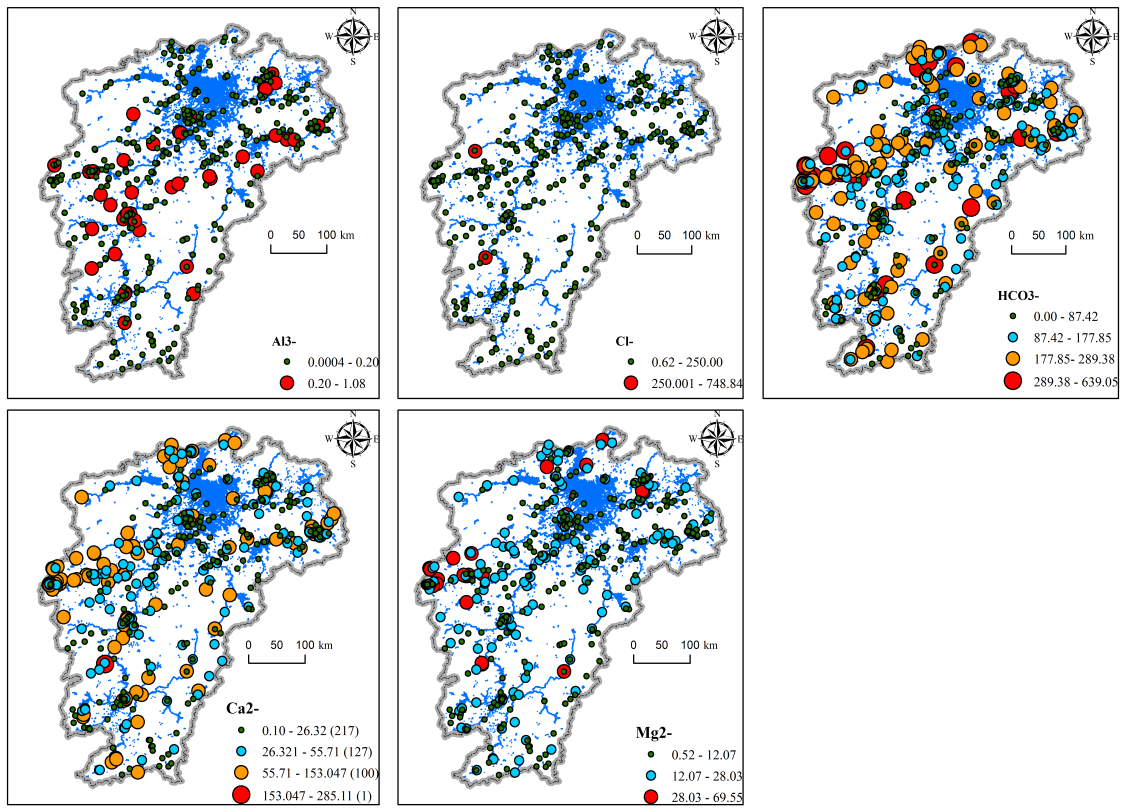 N
W E
S
0 50 100 km
Al3-
0.0004 - 0.20
0.20 - 1.08
0 50 100 km
Cl-
0.62 - 250.00
250.001 - 748.84
N
W E
S
0 50 100 km
HCO3-
0.00 - 87.42
87.42 - 177.85
177.85- 289.38
289.38 - 639.05
N
W E
S
0 50 100 km
Ca2-
0.10 - 26.32 (217)
26.321 - 55.71 (127)
55.71 - 153.047 (100)
153.047 - 285.11 (1)
N
W E
S
0 50 100 km
Mg2-
0.52 - 12.07
12.07 - 28.03
28.03 - 69.55